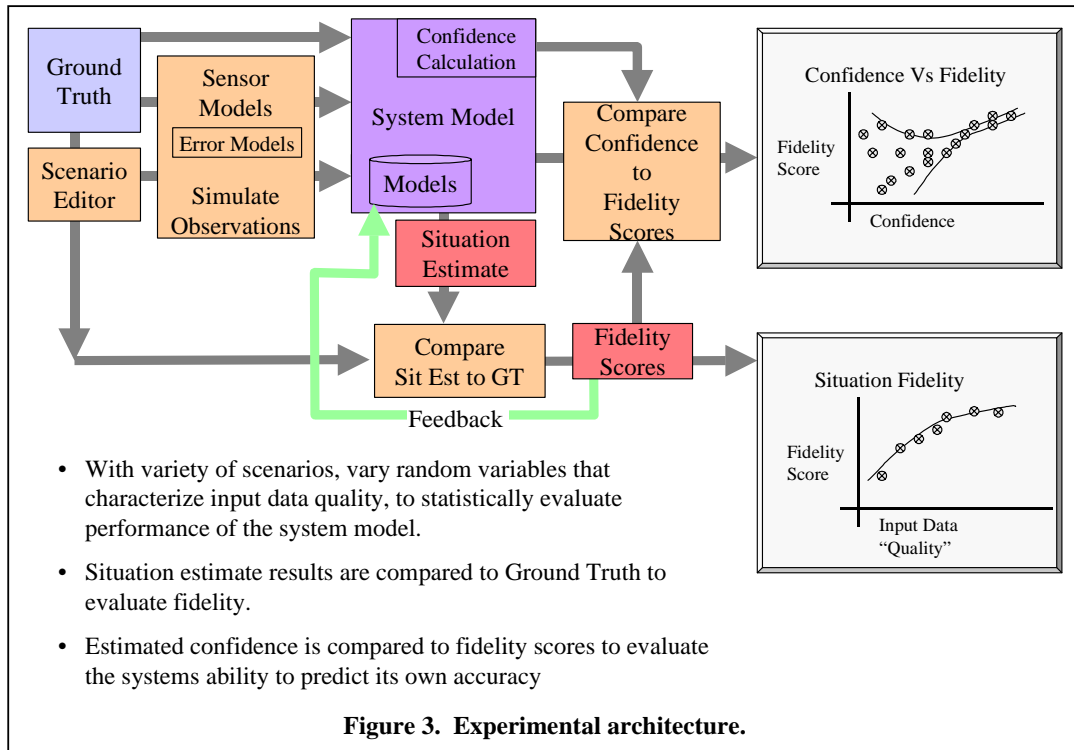 Ground
Truth
Scenario
Editor
Sensor
Models
Error Models
Simulate
Observations
Confidence
Calculation
System Model
Models
Situation
Estimate
Compare
Confidence
to
Fidelity
Scores
Compare
Sit Est to GT
Fidelity
Scores
Feedback
Confidence Vs Fidelity
Fidelity
Score
Confidence
Situation Fidelity
Fidelity
Score
Input Data
“Quality”
• With variety of scenarios, vary random variables that
characterize input data quality, to statistically evaluate
performance of the system model.
• Situation estimate results are compared to Ground Truth to
evaluate fidelity.
• Estimated confidence is compared to fidelity scores to evaluate
the systems ability to predict its own accuracy
Figure 3. Experimental architecture.